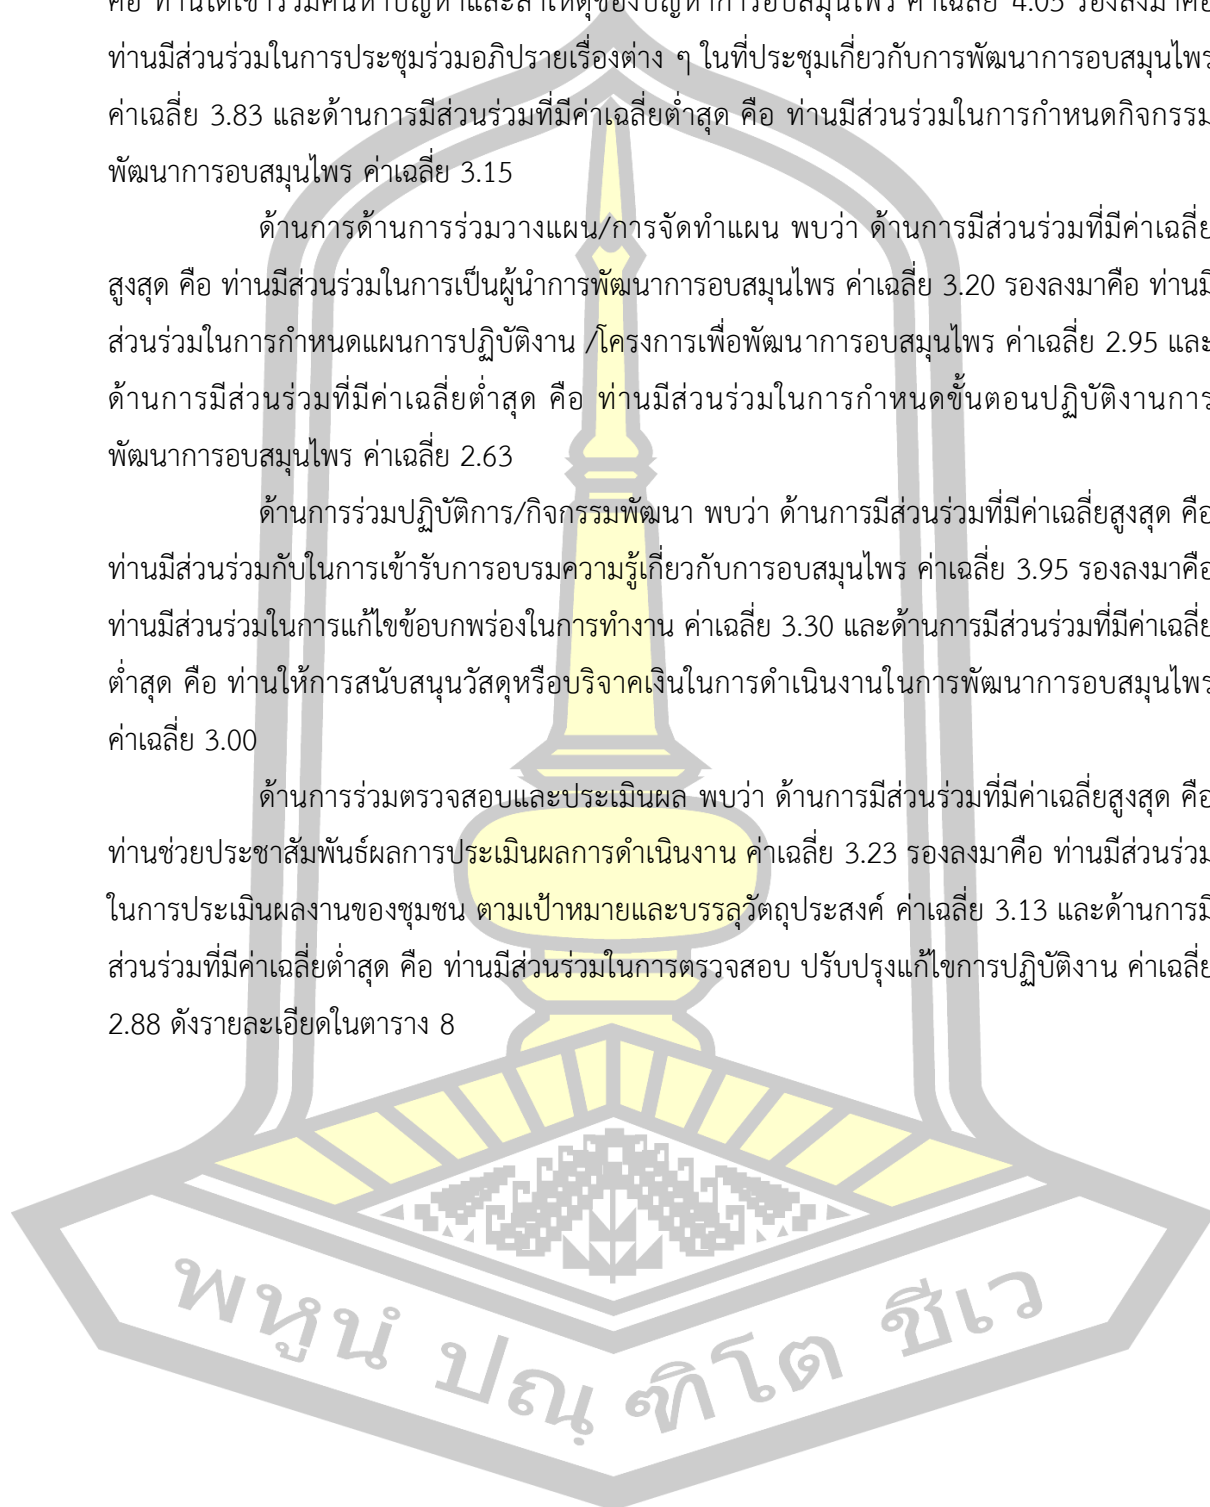 คือ ท่านได้เข้าร่วมค้นหาปัญหาและสาเหตุของปัญหาการอบสมุนไพร ค่าเฉลี่ย 4.05 รองลงมาคือ
ท่านมีส่วนร่วมในการประชุมร่วมอภิปรายเรื่องต่าง ๆ ในที่ประชุมเกี่ยวกับการพัฒนาการอบสมุนไพร
ค่าเฉลี่ย 3.83 และด้านการมีส่วนร่วมที่มีค่าเฉลี่ยต่ำสุด คือ ท่านมีส่วนร่วมในการกำหนดกิจกรรม
พัฒนาการอบสมุนไพร ค่าเฉลี่ย 3.15
ด้านการด้านการร่วมวางแผน/การจัดทำแผน พบว่า ด้านการมีส่วนร่วมที่มีค่าเฉลี่ย
สูงสุด คือ ท่านมีส่วนร่วมในการเป็นผู้นำการพัฒนาการอบสมุนไพร ค่าเฉลี่ย 3.20 รองลงมาคือ ท่านมี
ส่วนร่วมในการกำหนดแผนการปฏิบัติงาน /โครงการเพื่อพัฒนาการอบสมุนไพร ค่าเฉลี่ย 2.95 และ
ด้านการมีส่วนร่วมที่มีค่าเฉลี่ยต่ำสุด คือ ท่านมีส่วนร่วมในการกำหนดขั้นตอนปฏิบัติงานการ
พัฒนาการอบสมุนไพร ค่าเฉลี่ย 2.63
ด้านการร่วมปฏิบัติการ/กิจกรรมพัฒนา พบว่า ด้านการมีส่วนร่วมที่มีค่าเฉลี่ยสูงสุด คือ
ท่านมีส่วนร่วมกับในการเข้ารับการอบรมความรู้เกี่ยวกับการอบสมุนไพร ค่าเฉลี่ย 3.95 รองลงมาคือ
ท่านมีส่วนร่วมในการแก้ไขข้อบกพร่องในการทำงาน ค่าเฉลี่ย 3.30 และด้านการมีส่วนร่วมที่มีค่าเฉลี่ย
ต่ำสุด คือ ท่านให้การสนับสนุนวัสดุหรือบริจาคเงินในการดำเนินงานในการพัฒนาการอบสมุนไพร
ค่าเฉลี่ย 3.00
ด้านการร่วมตรวจสอบและประเมินผล พบว่า ด้านการมีส่วนร่วมที่มีค่าเฉลี่ยสูงสุด คือ
ท่านช่วยประชาสัมพันธ์ผลการประเมินผลการดำเนินงาน ค่าเฉลี่ย 3.23 รองลงมาคือ ท่านมีส่วนร่วม
ในการประเมินผลงานของชุมชน ตามเป้าหมายและบรรลุวัตถุประสงค์ ค่าเฉลี่ย 3.13 และด้านการมี
ส่วนร่วมที่มีค่าเฉลี่ยต่ำสุด คือ ท่านมีส่วนร่วมในการตรวจสอบ ปรับปรุงแก้ไขการปฏิบัติงาน ค่าเฉลี่ย
2.88 ดังรายละเอียดในตาราง 8
พหูนํ ปณฺฑิโต ชีเว